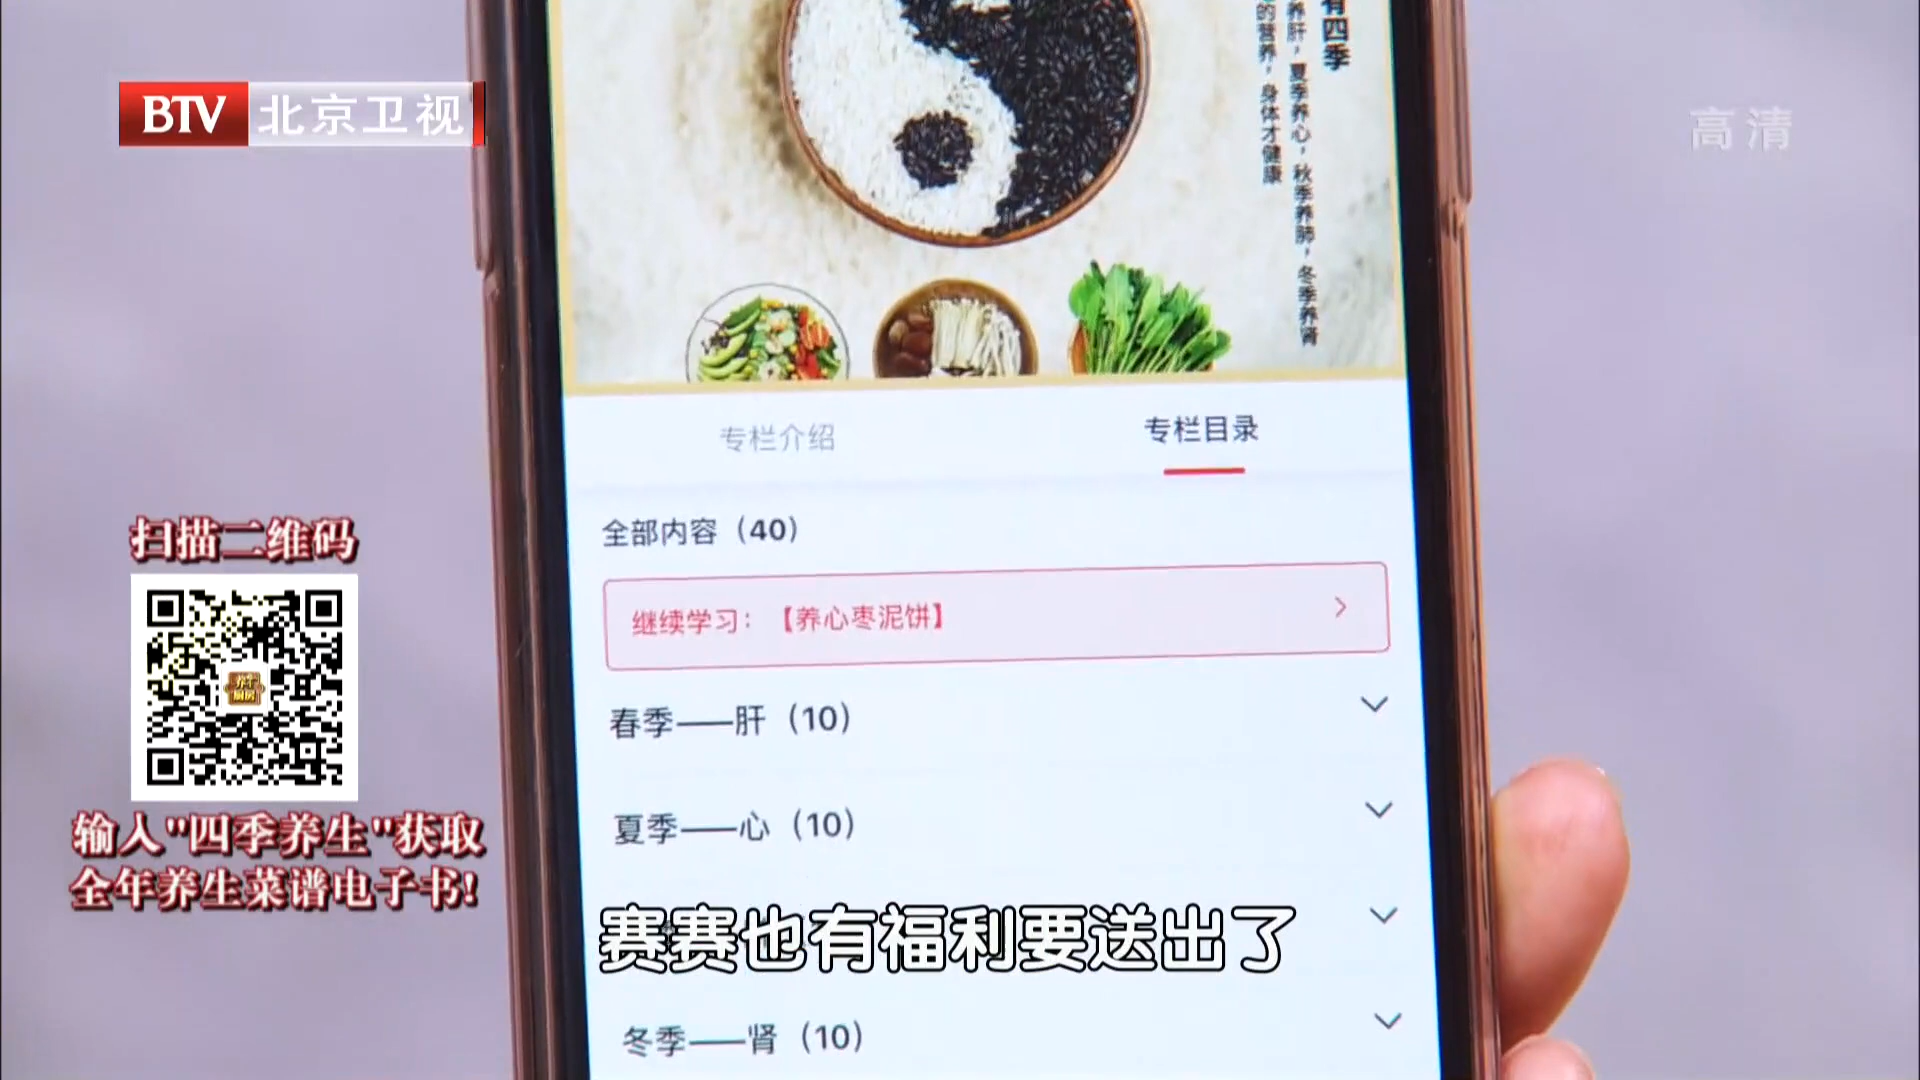 BTV 北京卫视
高清
有四季
养肝，夏季养心，秋季养肺，冬季养肾
的营养，身体才健康
专栏介绍
专栏目录
全部内容（40）
继续学习：【养心枣泥饼】
春季——肝（10）
夏季——心（10）
冬季——肾（10）
扫描二维码
养生
厨房
输入"四季养生"获取
全年养生菜谱电子书!
赛赛也有福利要送出了